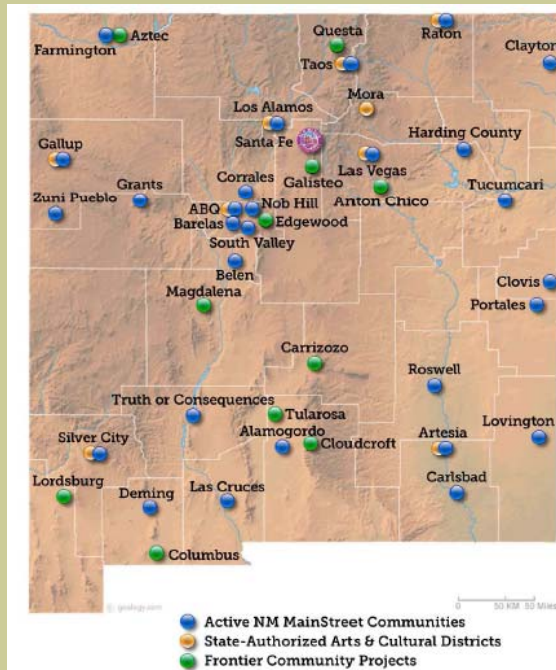 Questa
Raton
Farmington
Aztec
Taos
Clayton
Mora
Los Alamos
Santa Fe
Harding County
Gallup
Las Vegas
Galisteo
Corrales
Zuni Pueblo
Grants
Anton Chico
Tucumcari
ABQ
Nob Hill
Barelas
Edgewood
South Valley
Belen
Clovis
Magdalena
Portales
Carrizozo
Roswell
Truth or Consequences
Tularosa
Lovington
Silver City
Alamogordo
Cloudcroft
Artesia
Lordsburg
Deming
Las Cruces
Carlsbad
Columbus
© geology.com
0 50 KM 50 Miles
Active NM MainStreet Communities
State-Authorized Arts & Cultural Districts
Frontier Community Projects